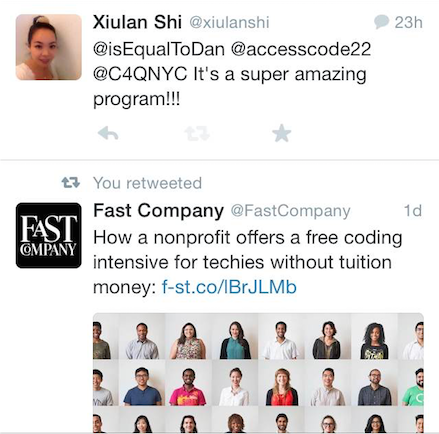 Xiulan Shi @xiulanshi 23h
@isEqualToDan @accesscode22
@C4QNYC It's a super amazing
program!!!
You retweeted
FAST COMPANY
Fast Company @FastCompany 1d
How a nonprofit offers a free coding
intensive for techies without tuition
money: f-st.co/lBrJLMb